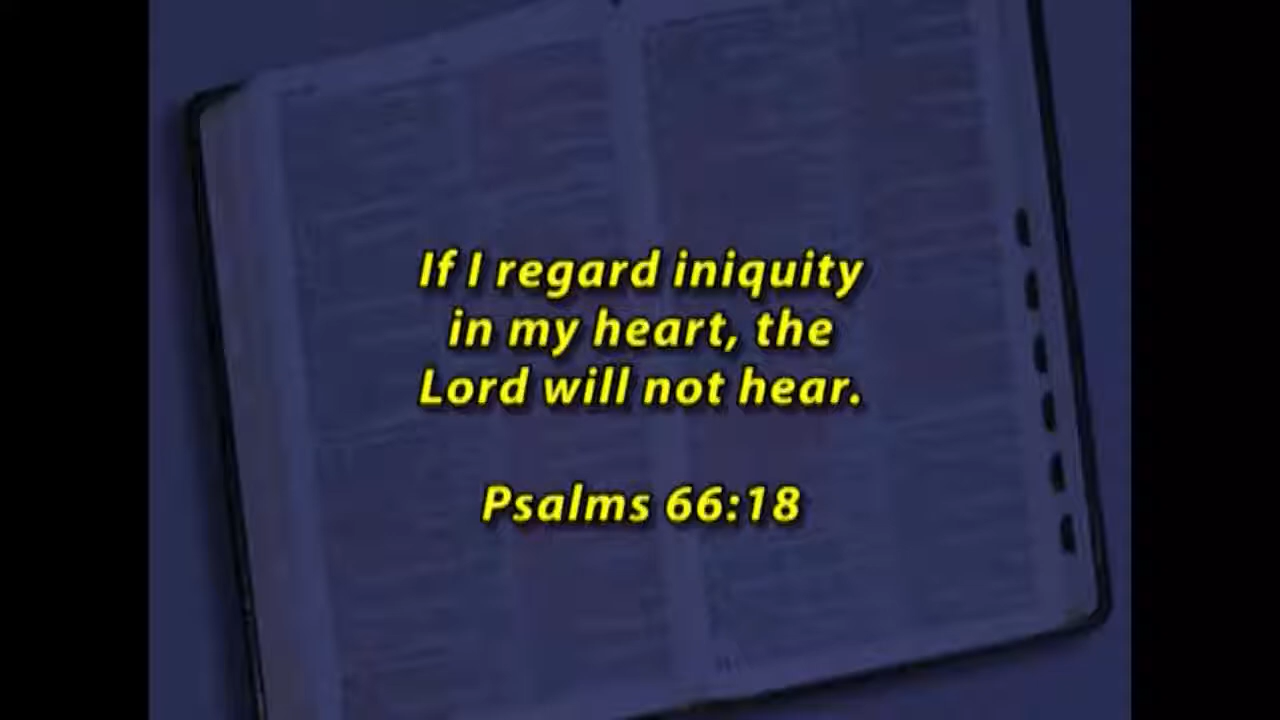 If I regard iniquity
in my heart, the
Lord will not hear.
Psalms 66:18